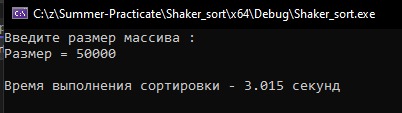 C:\z\Summer-Practicate\Shaker_sort\x64\Debug\Shaker_sort.exe
Введите размер массива :
Размер = 50000
Время выполнения сортировки - 3.015 секунд